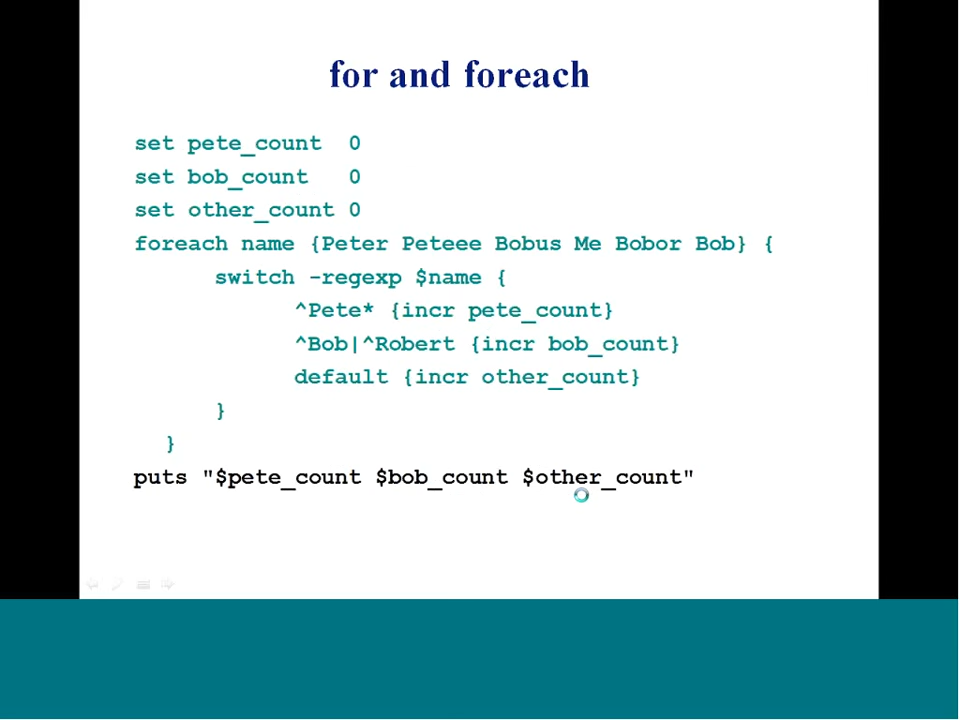 for and foreach
set pete_count 0
set bob_count 0
set other_count 0
foreach name {Peter Peteee Bobus Me Bobor Bob} {
switch -regexp $name {
^Pete* {incr pete_count}
^Bob|^Robert {incr bob_count}
default {incr other_count}
}
}
puts "$pete_count $bob_count $other_count"